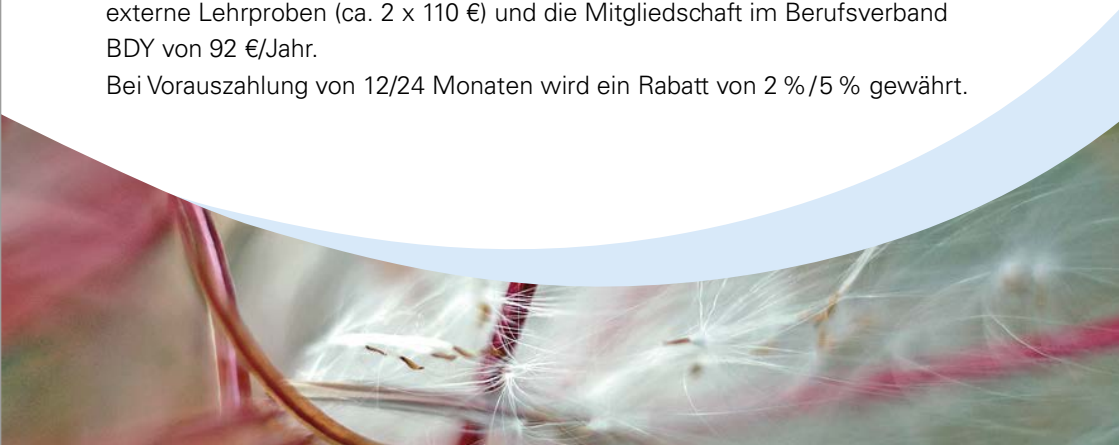 externe Lehrproben (ca. 2 x 110 €) und die Mitgliedschaft im Berufsverband
BDY von 92 €/Jahr.
Bei Vorauszahlung von 12/24 Monaten wird ein Rabatt von 2 %/5 % gewährt.